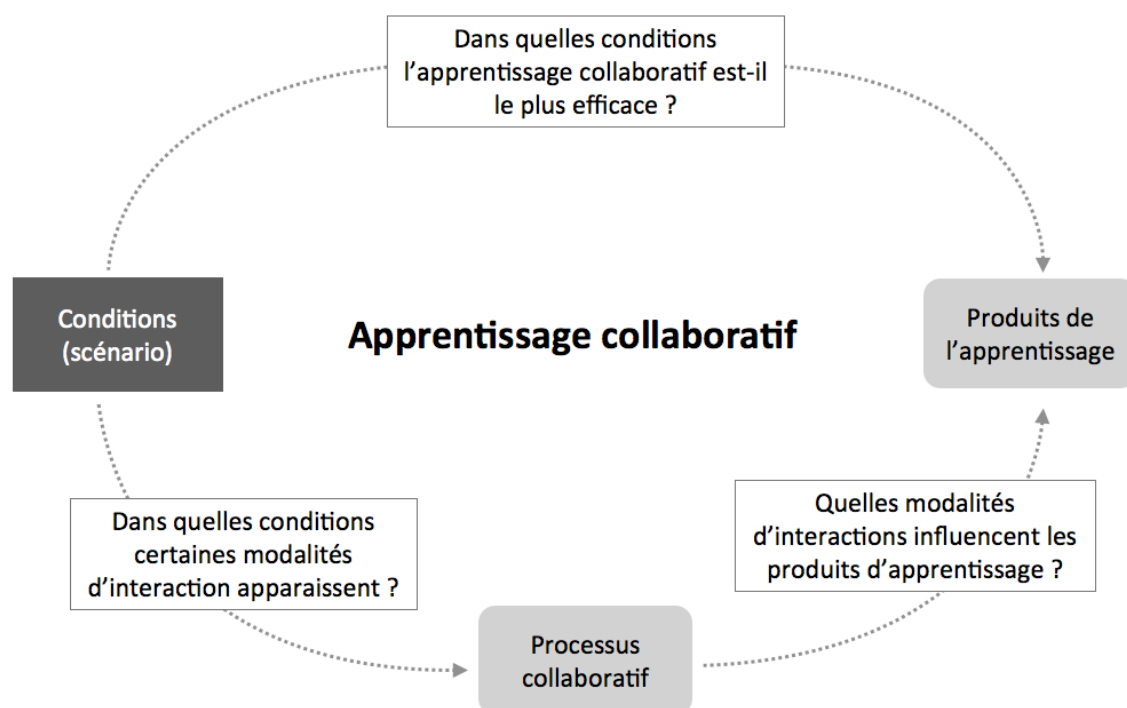 Dans quelles conditions
l’apprentissage collaboratif est-il
le plus efficace ?
Conditions
(scénario)
Apprentissage collaboratif
Produits de
l’apprentissage
Dans quelles conditions
certaines modalités
d’interaction apparaissent ?
Quelles modalités
d’interactions influencent les
produits d’apprentissage ?
Processus
collaboratif